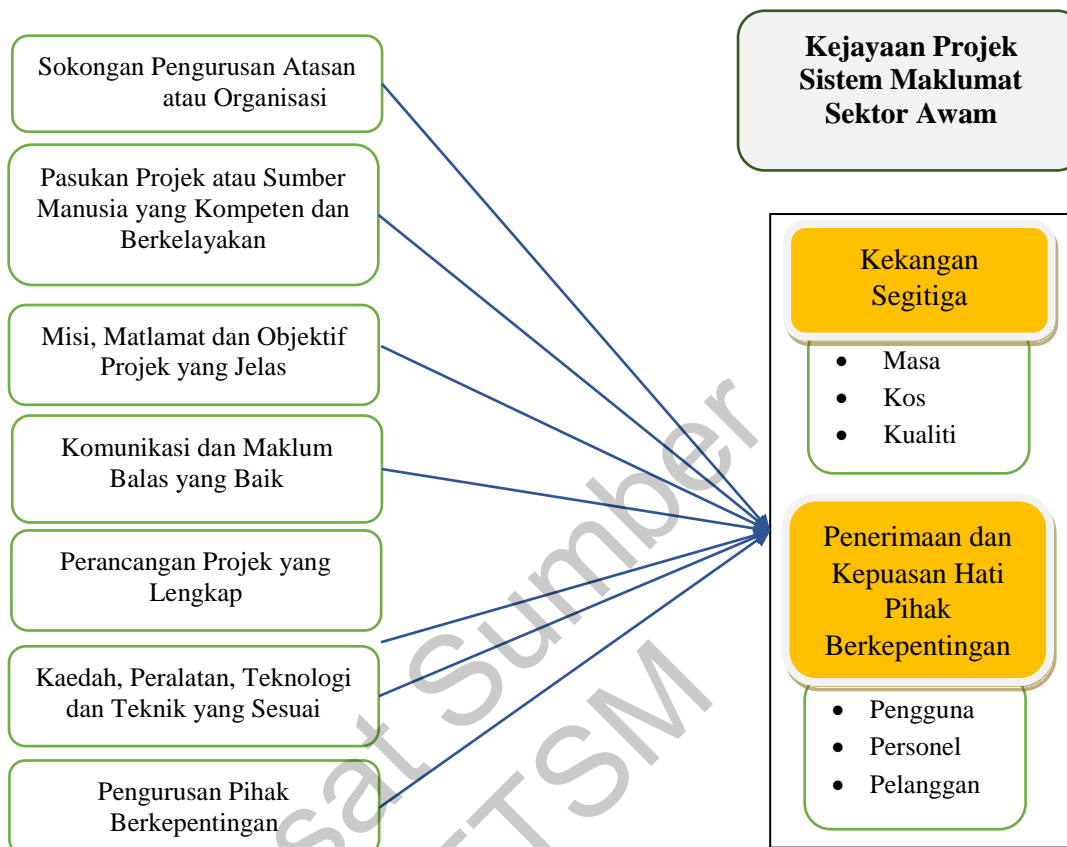 Sokongan Pengurusan Atasan
atau Organisasi
Pasukan Projek atau Sumber
Manusia yang Kompeten dan
Berkelayakan
Misi, Matlamat dan Objektif
Projek yang Jelas
Komunikasi dan Maklum
Balas yang Baik
Perancangan Projek yang
Lengkap
Kaedah, Peralatan, Teknologi
dan Teknik yang Sesuai
Pengurusan Pihak
Berkepentingan
Kejayaan Projek
Sistem Maklumat
Sektor Awam
Kekangan
Segitiga
• Masa
• Kos
• Kualiti
Penerimaan dan
Kepuasan Hati
Pihak
Berkepentingan
• Pengguna
• Personel
• Pelanggan
Sumber